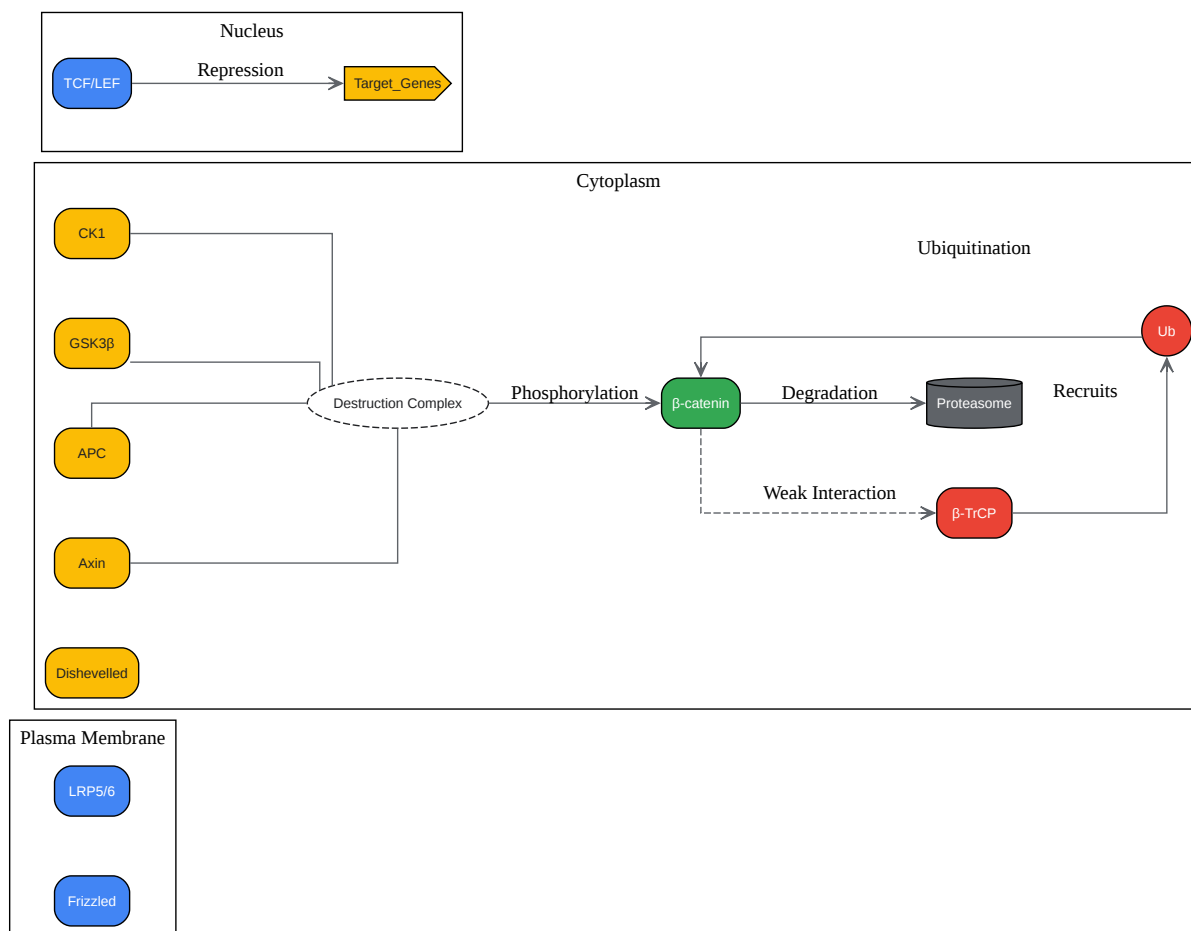 Nucleus
Repression
TCF/LEF
Target_Genes
Cytoplasm
CK1
Ubiquitination
Ub
GSK3β
Destruction Complex
Phosphorylation
β-catenin
Degradation
Proteasome
Recruits
APC
Weak Interaction
β-TrCP
Axin
Dishevelled
Plasma Membrane
LRP5/6
Frizzled